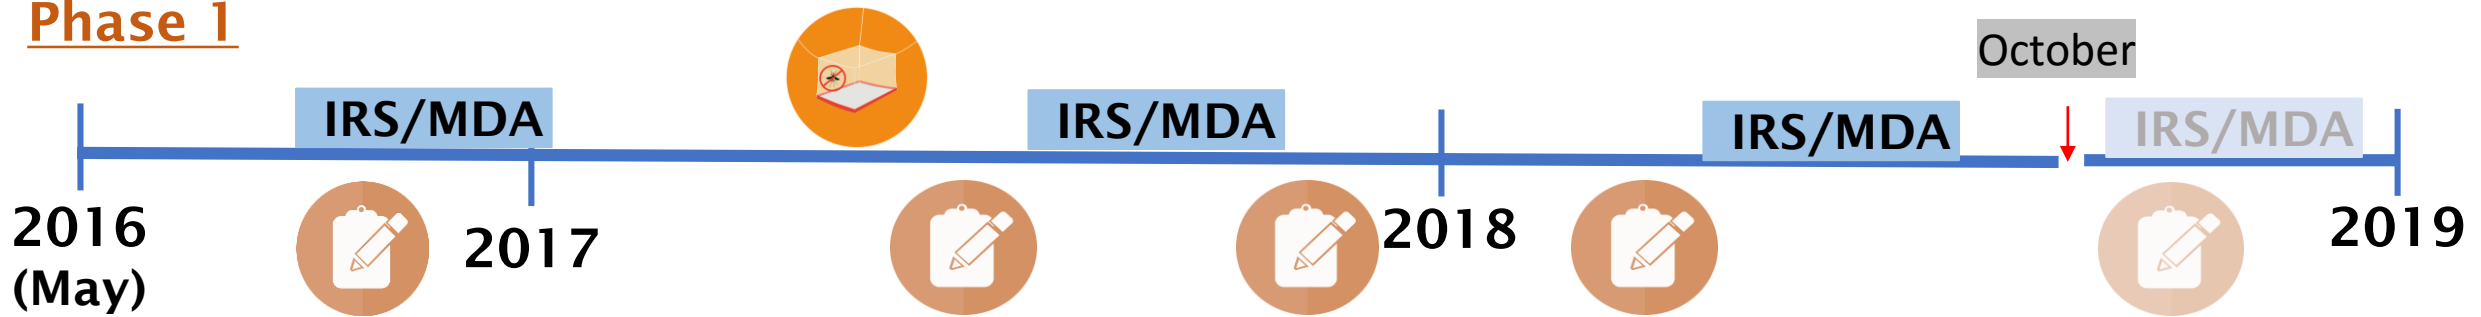 Phase 1
October
IRS/MDA
IRS/MDA
IRS/MDA
IRS/MDA
2016
(May)
2017
2018
2019